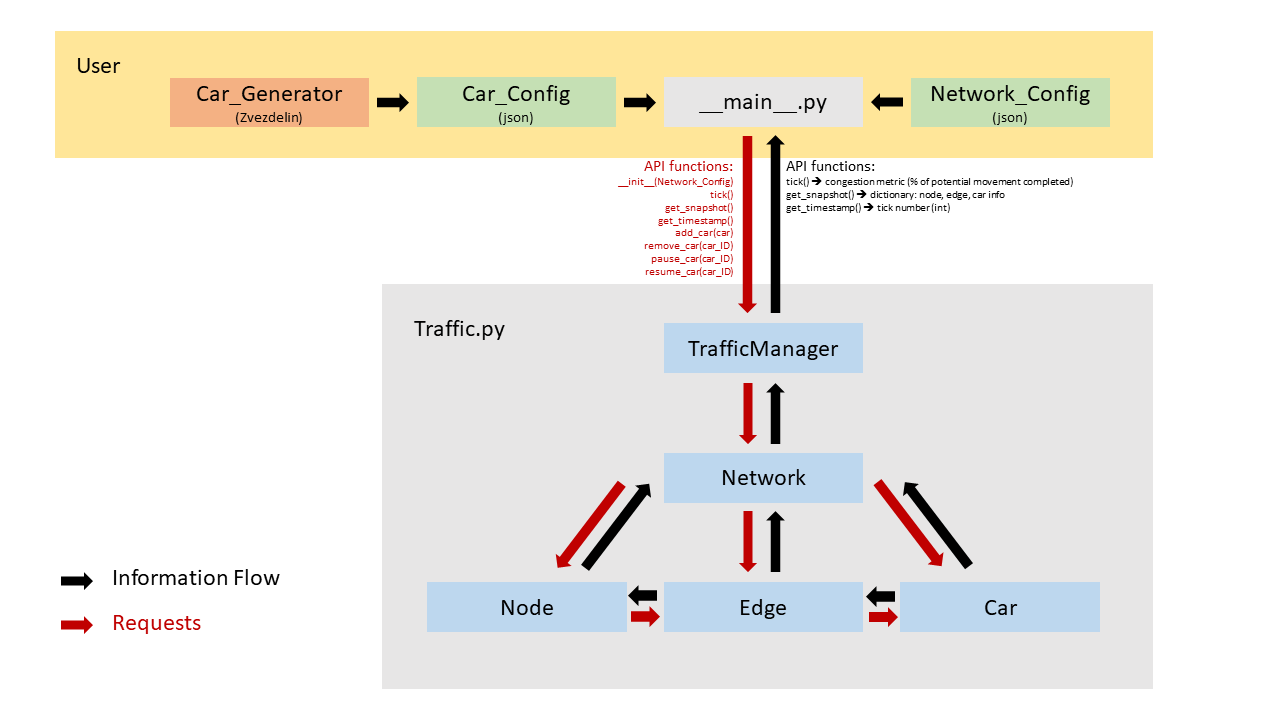 User
Car_Generator
(Zvezdelin)
Car_Config
(json)
__main__.py
Network_Config
(json)
API functions:
__init__(Network_Config)
tick()
get_snapshot()
get_timestamp()
add_car(car)
remove_car(car_ID)
pause_car(car_ID)
resume_car(car_ID)
API functions:
tick() → congestion metric (% of potential movement completed)
get_snapshot() → dictionary: node, edge, car info
get_timestamp() → tick number (int)
Traffic.py
TrafficManager
Network
Node
Edge
Car
Information Flow
Requests